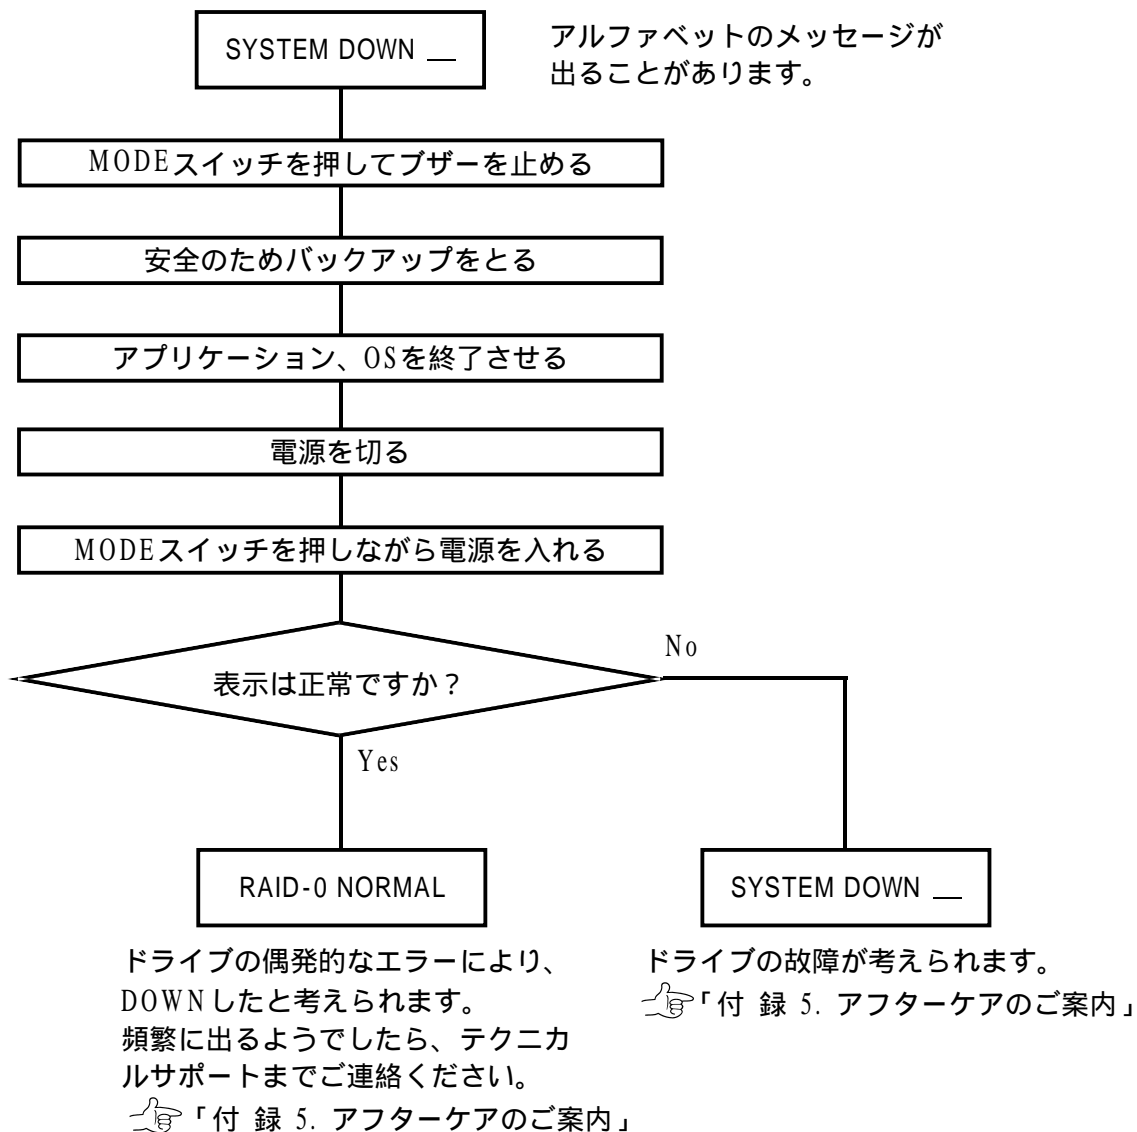 SYSTEM DOWN __
アルファベットのメッセージが
出ることがあります。
MODEスイッチを押してブザーを止める
安全のためバックアップをとる
アプリケーション、OSを終了させる
電源を切る
MODEスイッチを押しながら電源を入れる
表示は正常ですか？
No
Yes
RAID-0 NORMAL
ドライブの偶発的なエラーにより、
DOWNしたと考えられます。
頻繁に出るようでしたら、テクニカ
ルサポートまでご連絡ください。
「付 録 5. アフターケアのご案内」
SYSTEM DOWN __
ドライブの故障が考えられます。
「付 録 5. アフターケアのご案内」